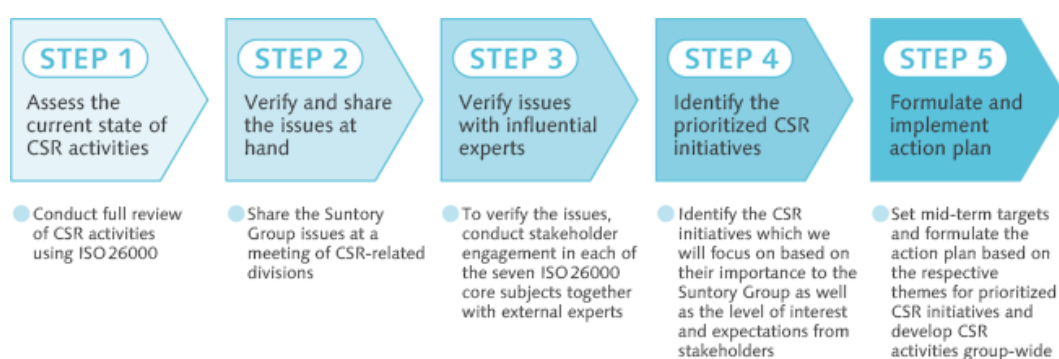 STEP 1
Assess the
current state of
CSR activities
Conduct full review
of CSR activities
using ISO 26000
STEP 2
Verify and share
the issues at
hand
Share the Suntory
Group issues at a
meeting of CSR-related
divisions
STEP 3
Verify issues
with influential
experts
To verify the issues,
conduct stakeholder
engagement in each of
the seven ISO 26000
core subjects together
with external experts
STEP 4
Identify the
prioritized CSR
initiatives
Identify the CSR
initiatives which we
will focus on based on
their importance to the
Suntory Group as well
as the level of interest
and expectations from
stakeholders
STEP 5
Formulate and
implement
action plan
Set mid-term targets
and formulate the
action plan based on
the respective
themes for prioritized
CSR initiatives and
develop CSR
activities group-wide